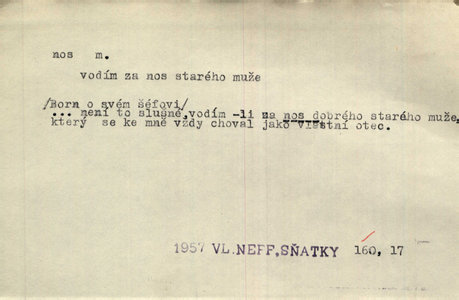 nos m.
vodím za nos starého muže
/Born o svém šéfovi/
... není to slušné,vodím -li za nos dobrého starého muže,
který se ke mně vždy choval jako vlastní otec.
1957 VL.NEFF,SŇATKY 160, 17